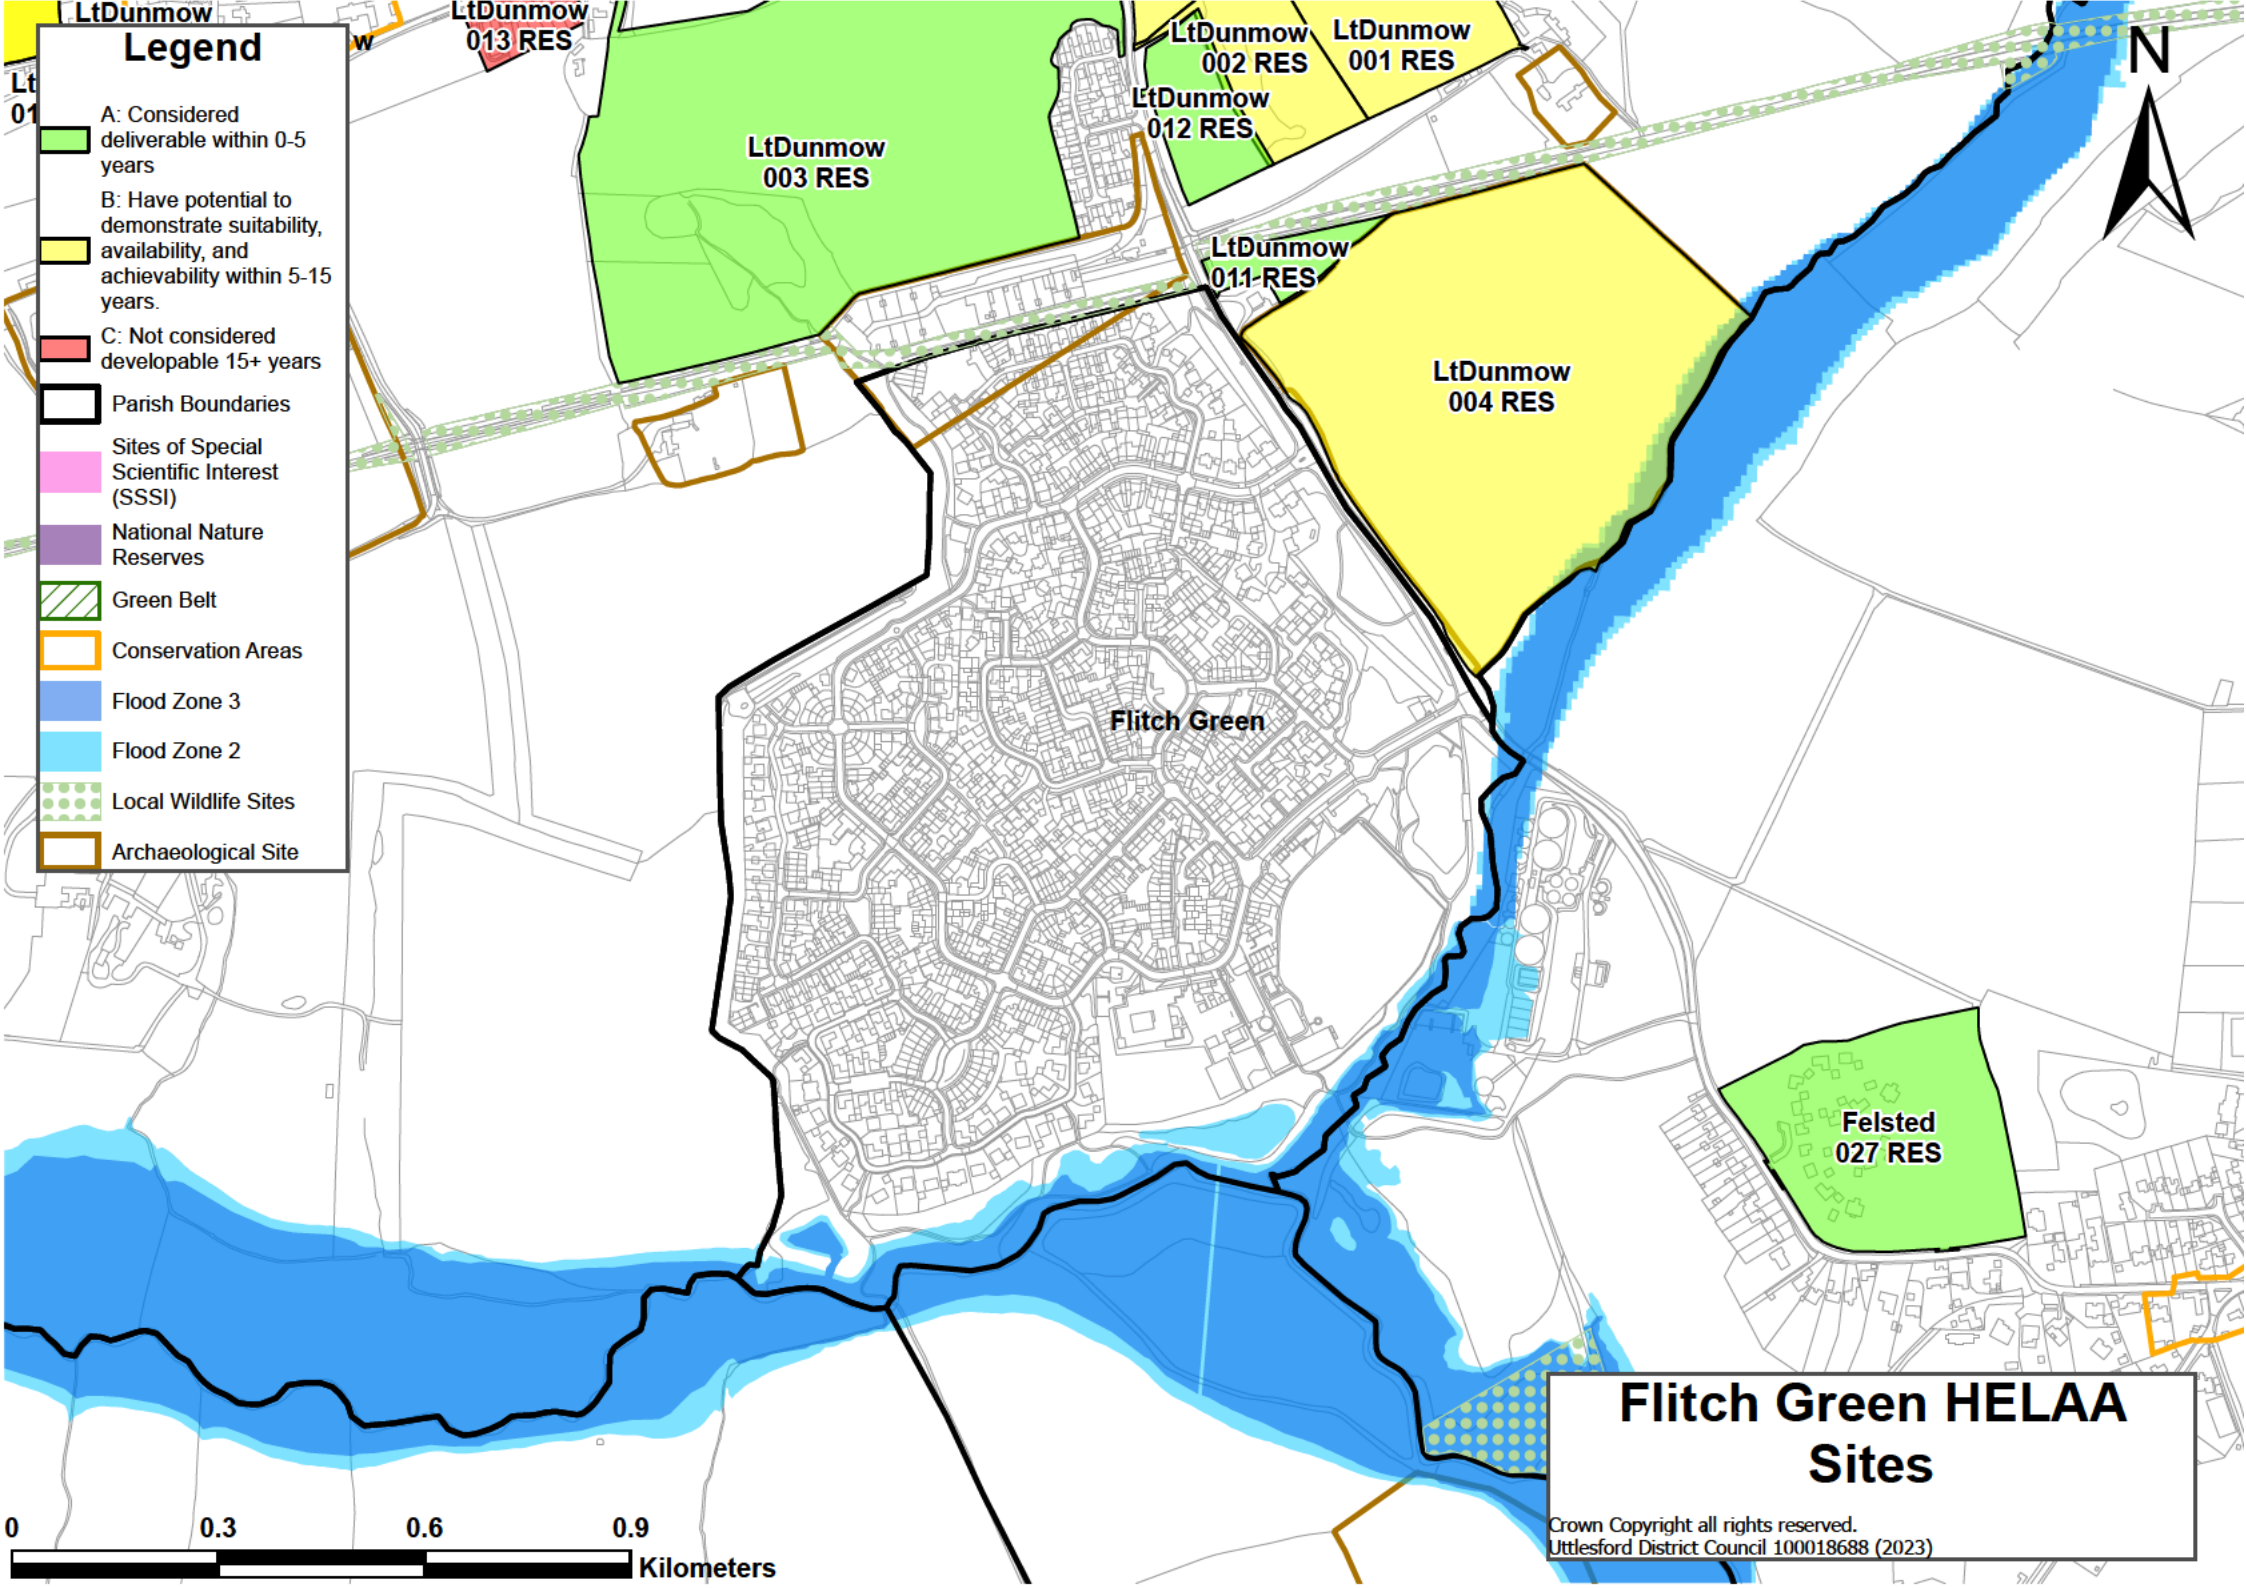 LtDunmow
w
Lt
01
Legend
A: Considered
deliverable within 0-5
years
B: Have potential to
demonstrate suitability,
availability, and
achievability within 5-15
years.
C: Not considered
developable 15+ years
Parish Boundaries
Sites of Special
Scientific Interest
(SSSI)
National Nature
Reserves
Green Belt
Conservation Areas
Flood Zone 3
Flood Zone 2
Local Wildlife Sites
Archaeological Site
LtDunmow
013 RES
LtDunmow
003 RES
LtDunmow
002 RES
LtDunmow
001 RES
LtDunmow
012 RES
LtDunmow
011 RES
LtDunmow
004 RES
N
Flitch Green
Felsted
027 RES
0 0.3 0.6 0.9
Kilometers
Flitch Green HELAA
Sites
Crown Copyright all rights reserved.
Uttlesford District Council 100018688 (2023)